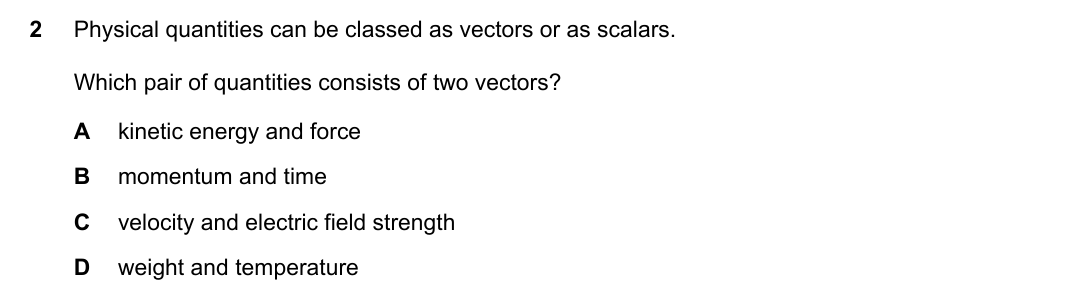 2 Physical quantities can be classed as vectors or as scalars.
Which pair of quantities consists of two vectors?
A kinetic energy and force
B momentum and time
C velocity and electric field strength
D weight and temperature